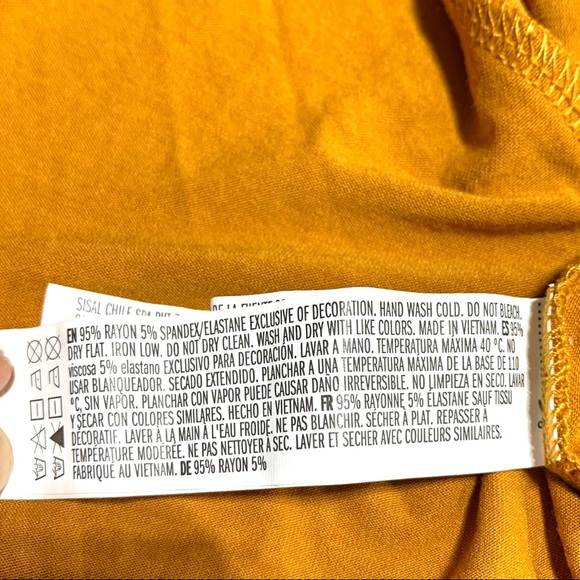 SISAL CHILE SPA RUT
DE LA FUENTE
EN 95% RAYON 5% SPANDEX/ELASTANE EXCLUSIVE OF DECORATION. HAND WASH COLD. DO NOT BLEACH.
DRY FLAT. IRON LOW. DO NOT DRY CLEAN. WASH AND DRY WITH LIKE COLORS. MADE IN VIETNAM. ES 95%
viscosa 5% elastano EXCLUSIVO PARA DECORACIÓN. LAVAR A MANO. TEMPERATURA MÁXIMA 40 °C. NO
USAR BLANQUEADOR. SECADO EXTENDIDO. PLANCHAR A UNA TEMPERATURA MÁXIMA DE LA BASE DE 110
°C, SIN VAPOR. PLANCHAR CON VAPOR PUEDE CAUSAR DAÑO IRREVERSIBLE. NO LIMPIEZA EN SECO. LAVAR
Y SECAR CON COLORES SIMILARES. HECHO EN VIETNAM. FR 95% RAYONNE 5% ÉLASTANE SAUF TISSU
DÉCORATIF. LAVER À LA MAIN À L'EAU FROIDE. NE PAS BLANCHIR. SÉCHER À PLAT. REPASSER À
TEMPÉRATURE MODÉRÉE. NE PAS NETTOYER À SEC. LAVER ET SÉCHER AVEC COULEURS SIMILAIRES.
FABRIQUÉ AU VIETNAM. DE 95% RAYON 5%